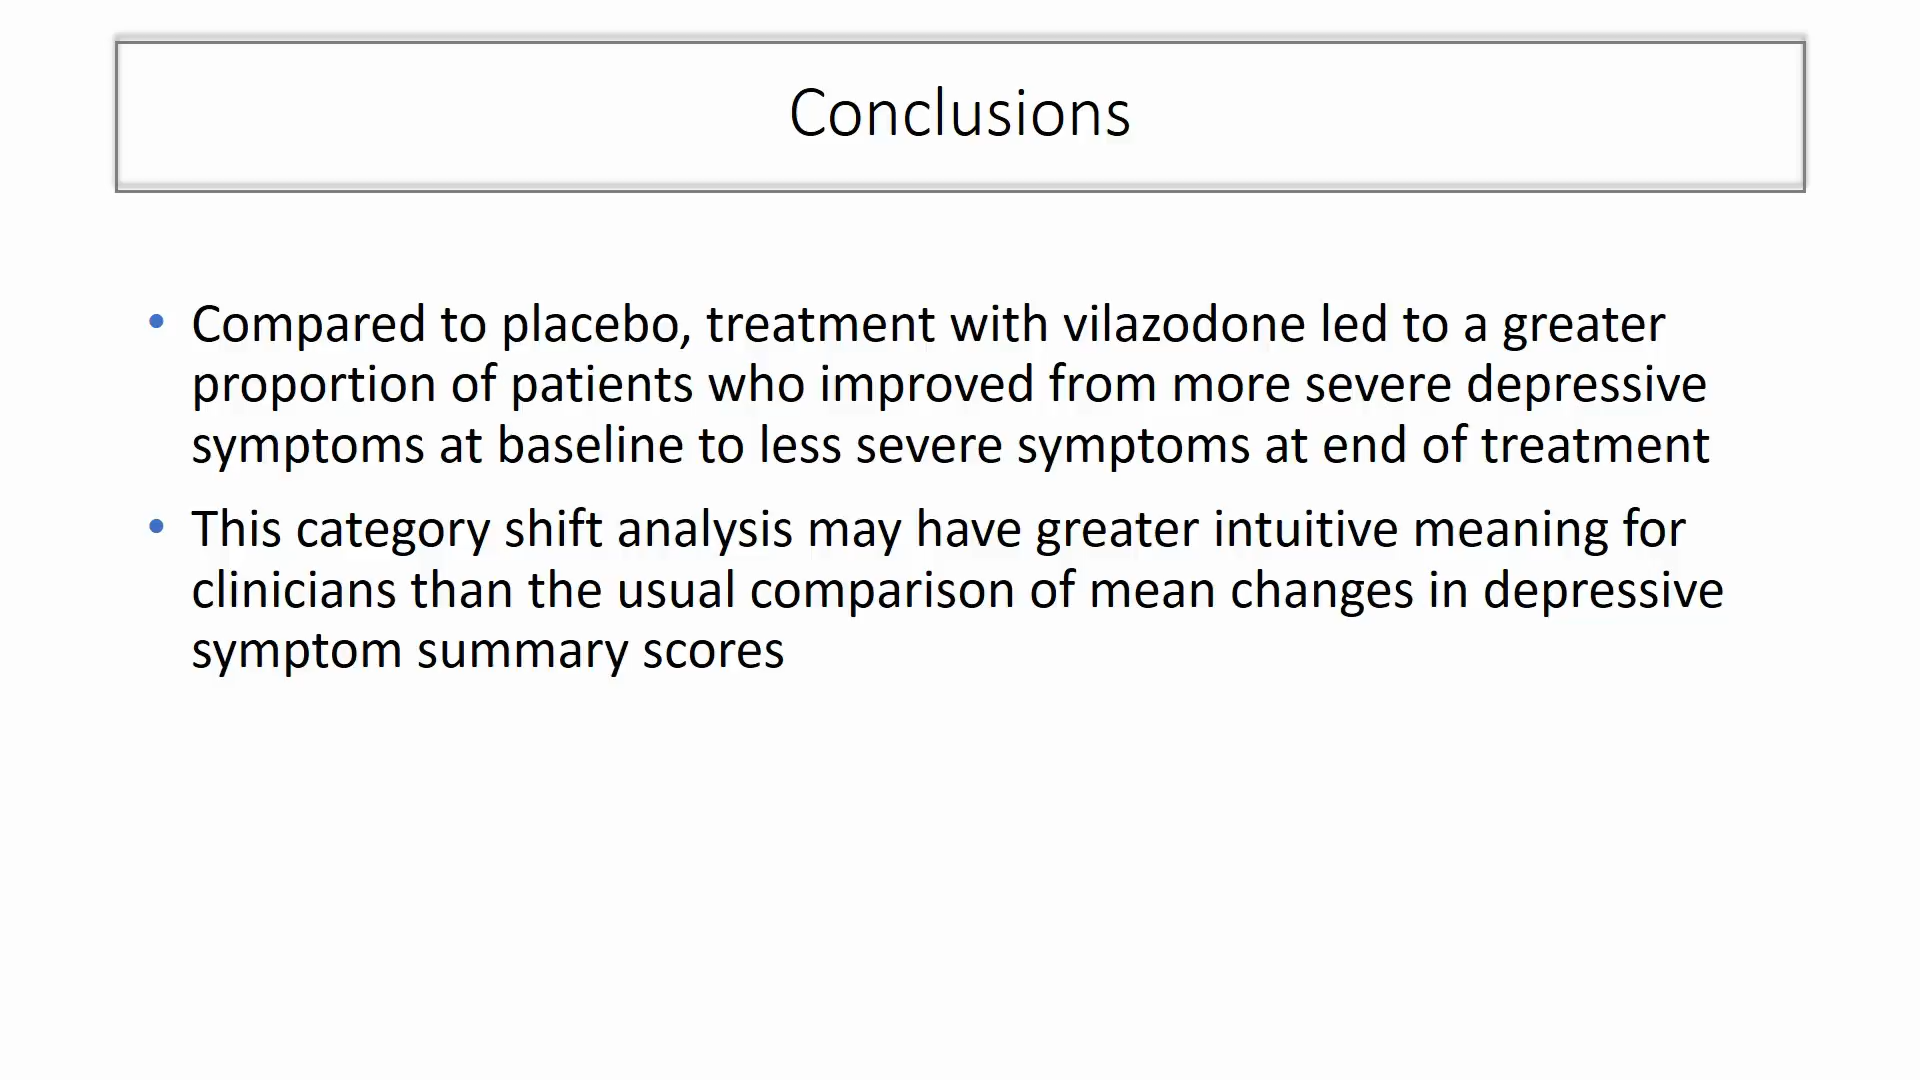 Conclusions
• Compared to placebo, treatment with vilazodone led to a greater
proportion of patients who improved from more severe depressive
symptoms at baseline to less severe symptoms at end of treatment
• This category shift analysis may have greater intuitive meaning for
clinicians than the usual comparison of mean changes in depressive
symptom summary scores